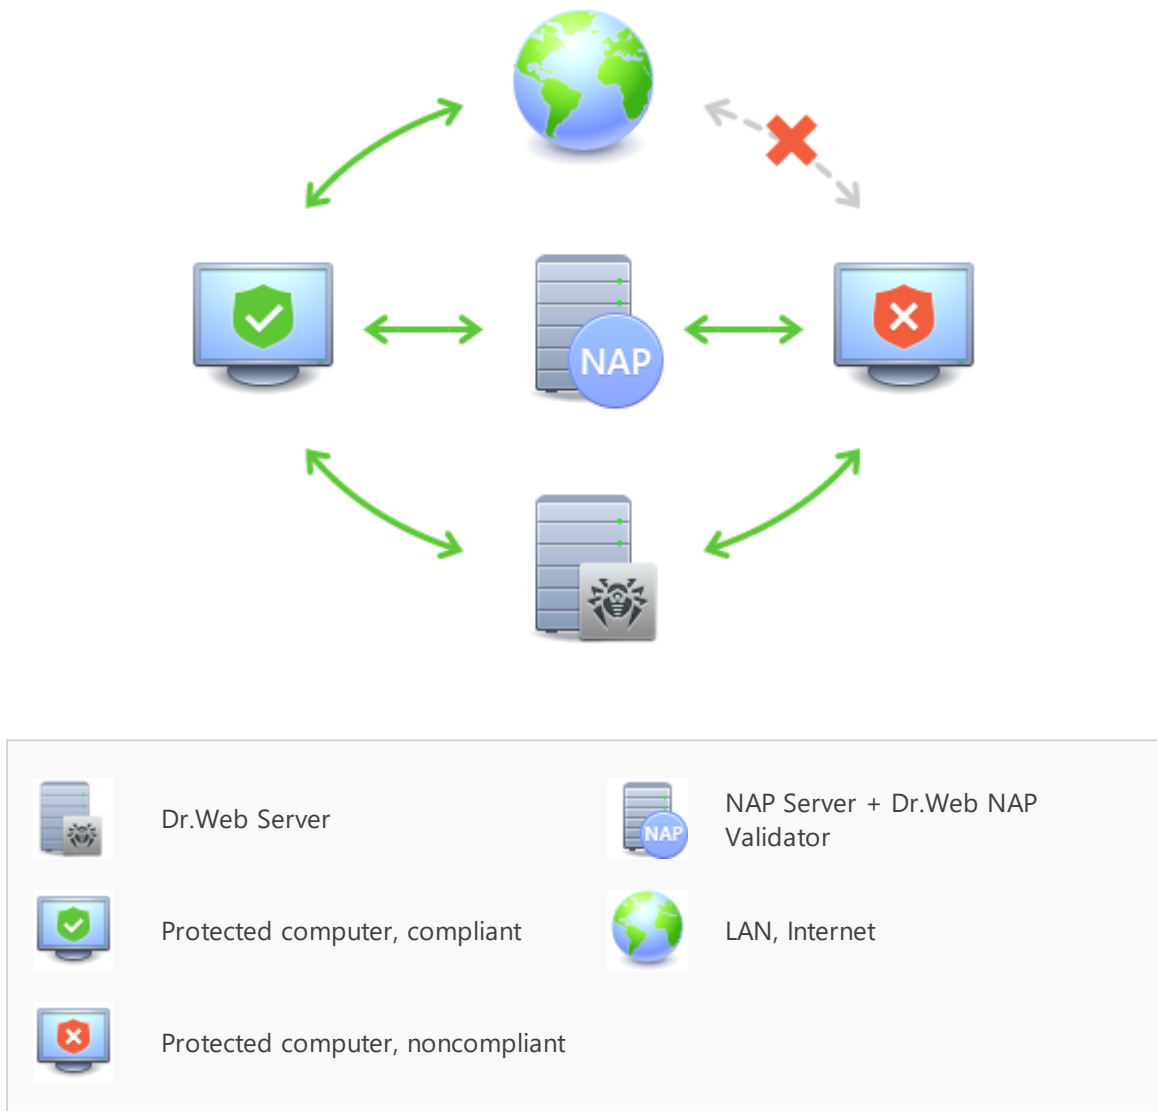 NAP
Dr.Web Server
NAP
NAP Server + Dr.Web NAP
Validator
Protected computer, compliant
LAN, Internet
Protected computer, noncompliant